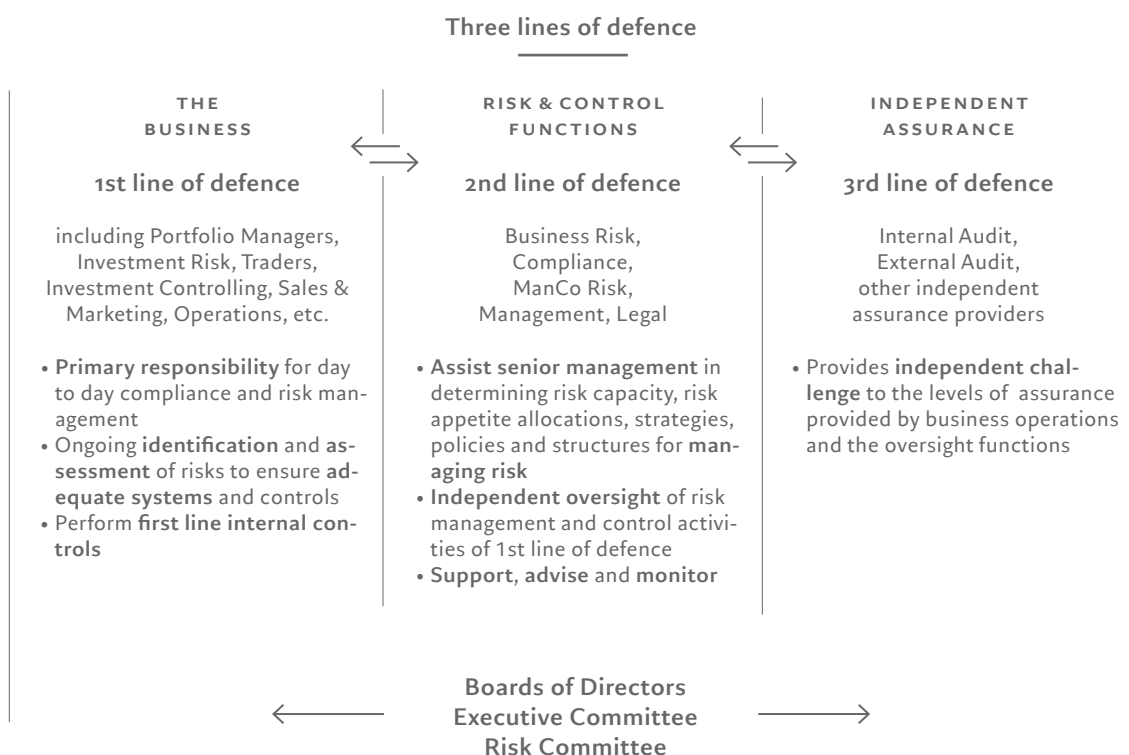 Three lines of defence
THE
BUSINESS
1st line of defence
including Portfolio Managers,
Investment Risk, Traders,
Investment Controlling, Sales &
Marketing, Operations, etc.
• Primary responsibility for day
to day compliance and risk man-
agement
• Ongoing identification and as-
sessment of risks to ensure ad-
equate systems and controls
• Perform first line internal con-
trols
RISK & CONTROL
FUNCTIONS
2nd line of defence
Business Risk,
Compliance,
ManCo Risk,
Management, Legal
• Assist senior management in
determining risk capacity, risk
appetite allocations, strategies,
policies and structures for man-
aging risk
• Independent oversight of risk
management and control activi-
ties of 1st line of defence
• Support, advise and monitor
INDEPENDENT
ASSURANCE
3rd line of defence
Internal Audit,
External Audit,
other independent
assurance providers
• Provides independent chal-
lenge to the levels of assurance
provided by business operations
and the oversight functions
Boards of Directors
Executive Committee
Risk Committee